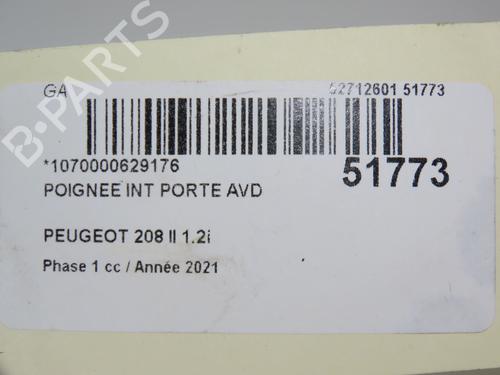 GA 62712601 51773
*1070000629176 51773
POIGNEE INT PORTE AVD
PEUGEOT 208 II 1.2i
Phase 1 cc / Année 2021
B-PARTS